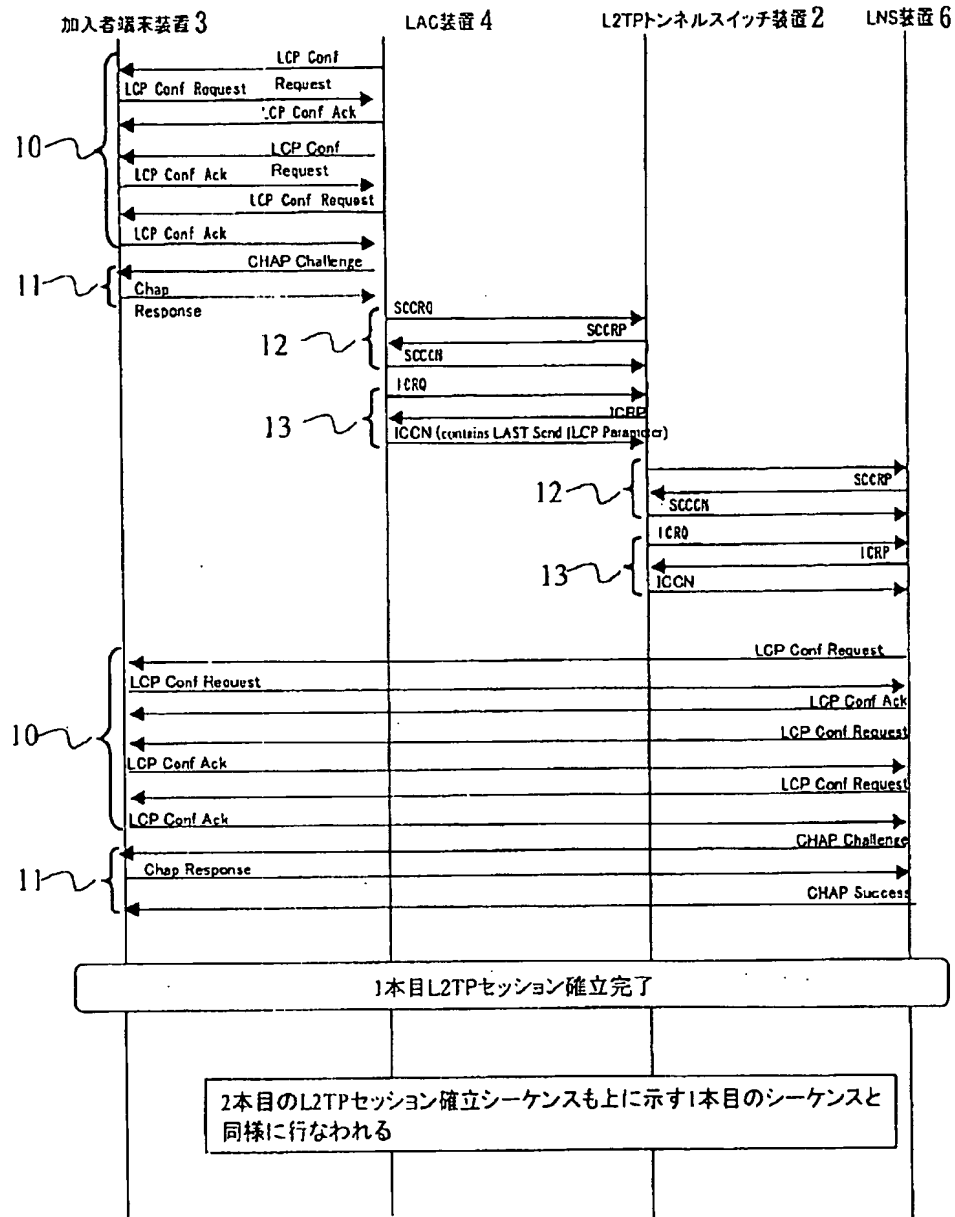 加入者端末装置3
LAC装置4
L2TPトンネルスイッチ装置2
LNS装置6
LCP Conf
Request
LCP Conf Request
LCP Conf Ack
10
LCP Conf
Request
LCP Conf Ack
LCP Conf Request
LCP Conf Ack
CHAP Challenge
11
Chap
Response
SCCRQ
SCCRP
12
SCCCN
ICRQ
ICRP
13
ICCN (contains LAST Send LCP Parameter)
12
SCCRP
SCCCN
ICRQ
ICRP
13
ICCN
LCP Conf Request
LCP Conf Request
LCP Conf Ack
10
LCP Conf Request
LCP Conf Ack
LCP Conf Request
LCP Conf Ack
CHAP Challenge
11
Chap Response
CHAP Success
1本目L2TPセッション確立完了
2本目のL2TPセッション確立シーケンスも上に示す1本目のシーケンスと
同様に行なわれる